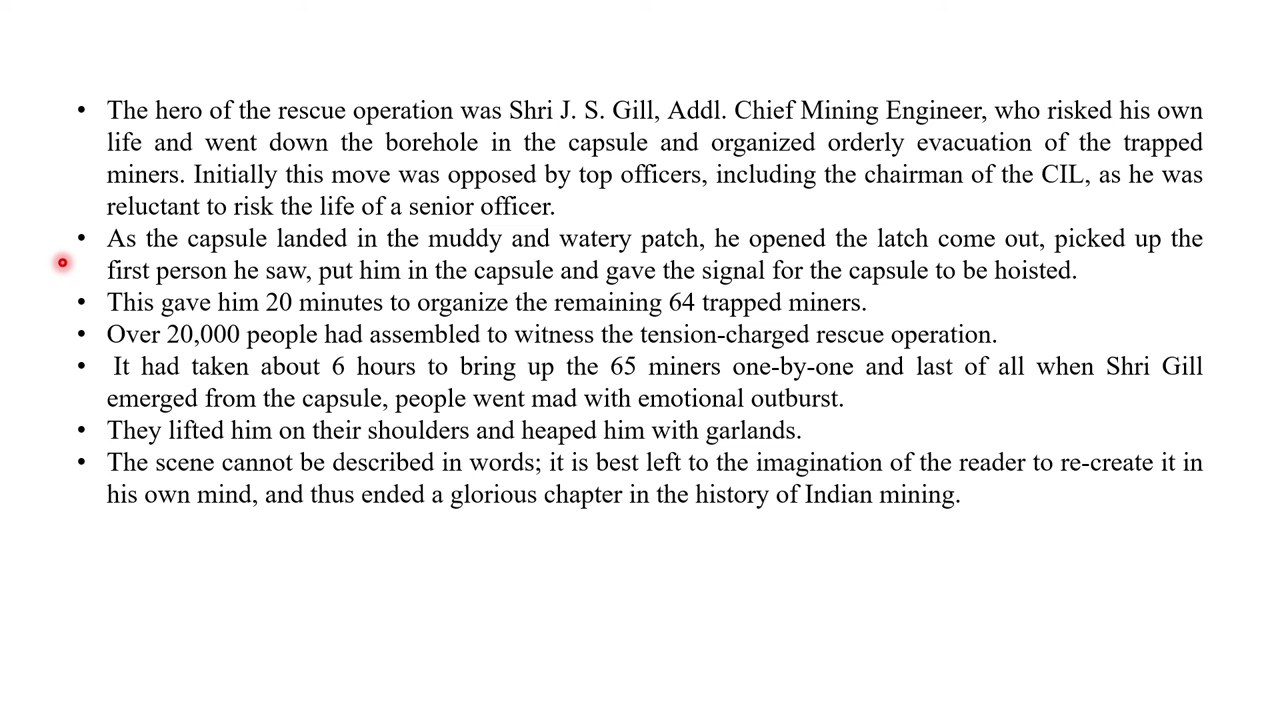 • The hero of the rescue operation was Shri J. S. Gill, Addl. Chief Mining Engineer, who risked his own
life and went down the borehole in the capsule and organized orderly evacuation of the trapped
miners. Initially this move was opposed by top officers, including the chairman of the CIL, as he was
reluctant to risk the life of a senior officer.
• As the capsule landed in the muddy and watery patch, he opened the latch come out, picked up the
first person he saw, put him in the capsule and gave the signal for the capsule to be hoisted.
• This gave him 20 minutes to organize the remaining 64 trapped miners.
• Over 20,000 people had assembled to witness the tension-charged rescue operation.
• It had taken about 6 hours to bring up the 65 miners one-by-one and last of all when Shri Gill
emerged from the capsule, people went mad with emotional outburst.
• They lifted him on their shoulders and heaped him with garlands.
• The scene cannot be described in words; it is best left to the imagination of the reader to re-create it in
his own mind, and thus ended a glorious chapter in the history of Indian mining.